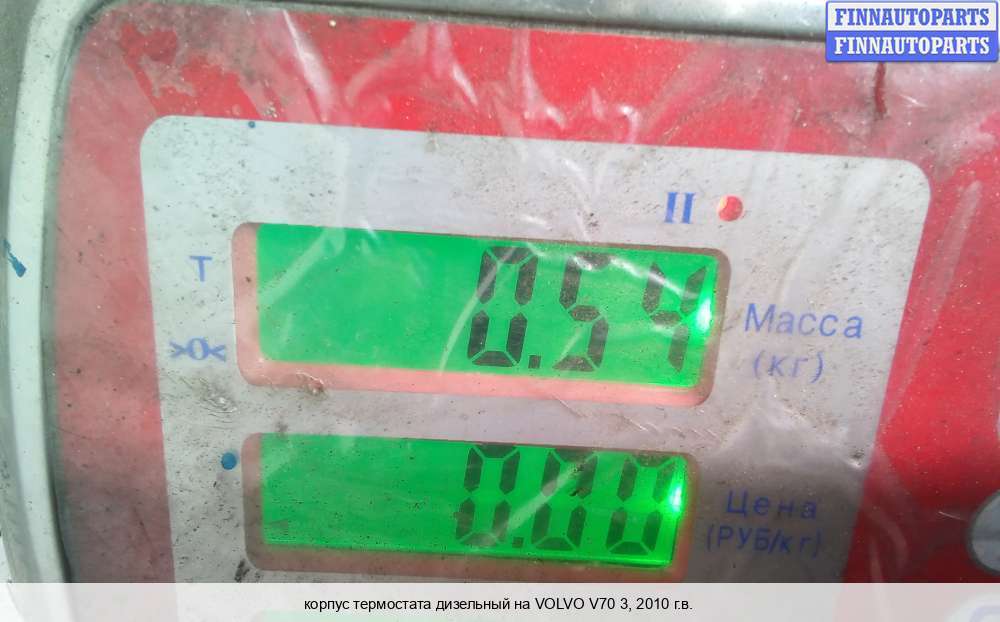 FINNAUTOPARTS
FINNAUTOPARTS
II
T
0.54
Масса
(кг)
>0<
0.00
Цена
(РУБ/кг)
корпус термостата дизельный на VOLVO V70 3, 2010 г.в.